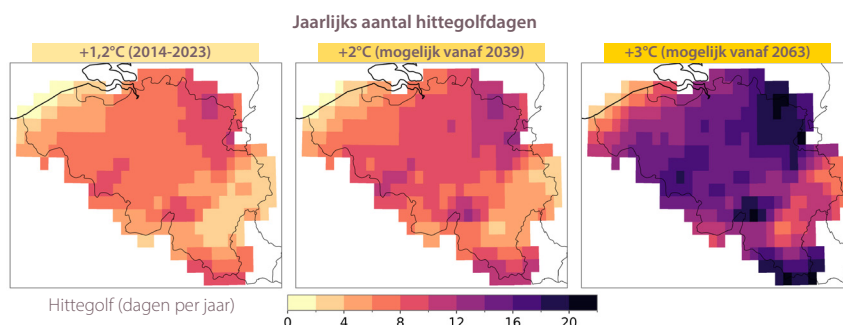 Jaarlijks aantal hittegolfdagen
+1,2°C (2014-2023)
+2°C (mogelijk vanaf 2039)
+3°C (mogelijk vanaf 2063)
Hittegolf (dagen per jaar)
0 4 8 12 16 20